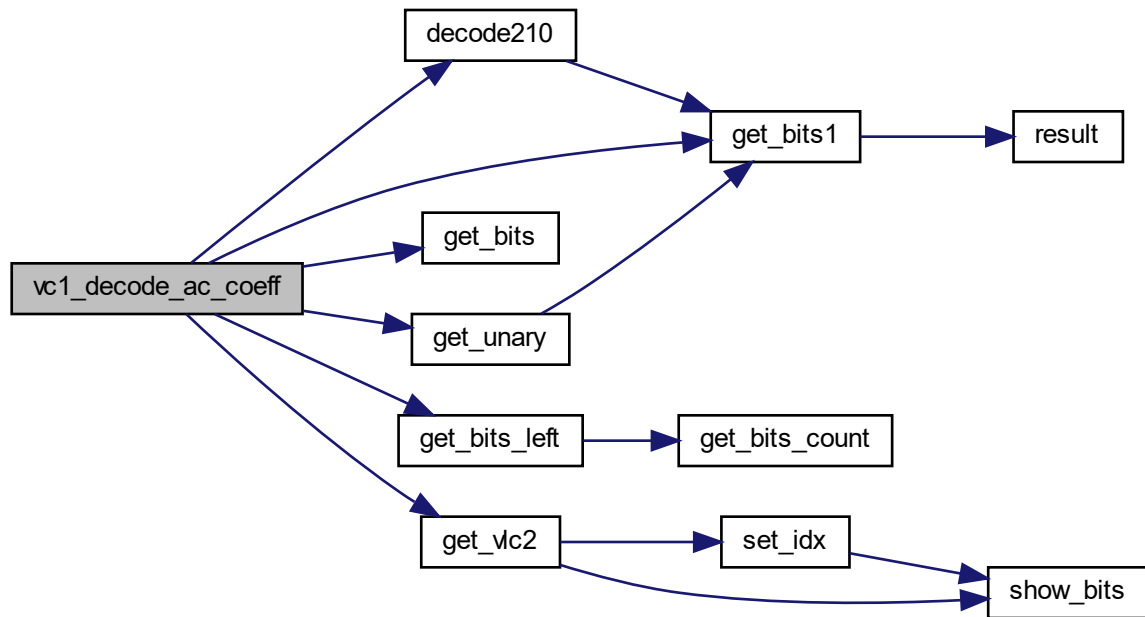 decode210
get_bits1
result
get_bits
vc1_decode_ac_coeff
get_unary
get_bits_left
get_bits_count
get_vlc2
set_idx
show_bits